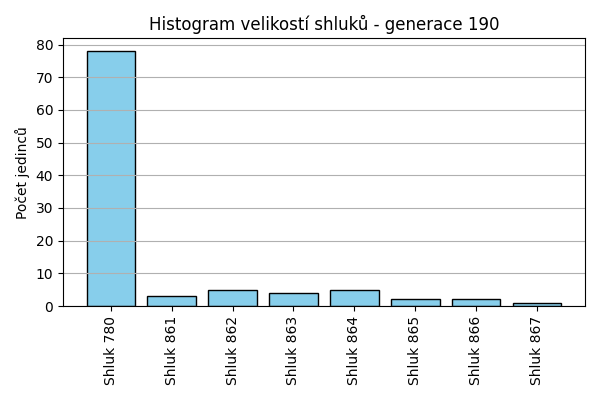 Histogram velikostí shluků - generace 190
Počet jedinců
80
70
60
50
40
30
20
10
0
Shluk 780
Shluk 861
Shluk 862
Shluk 863
Shluk 864
Shluk 865
Shluk 866
Shluk 867